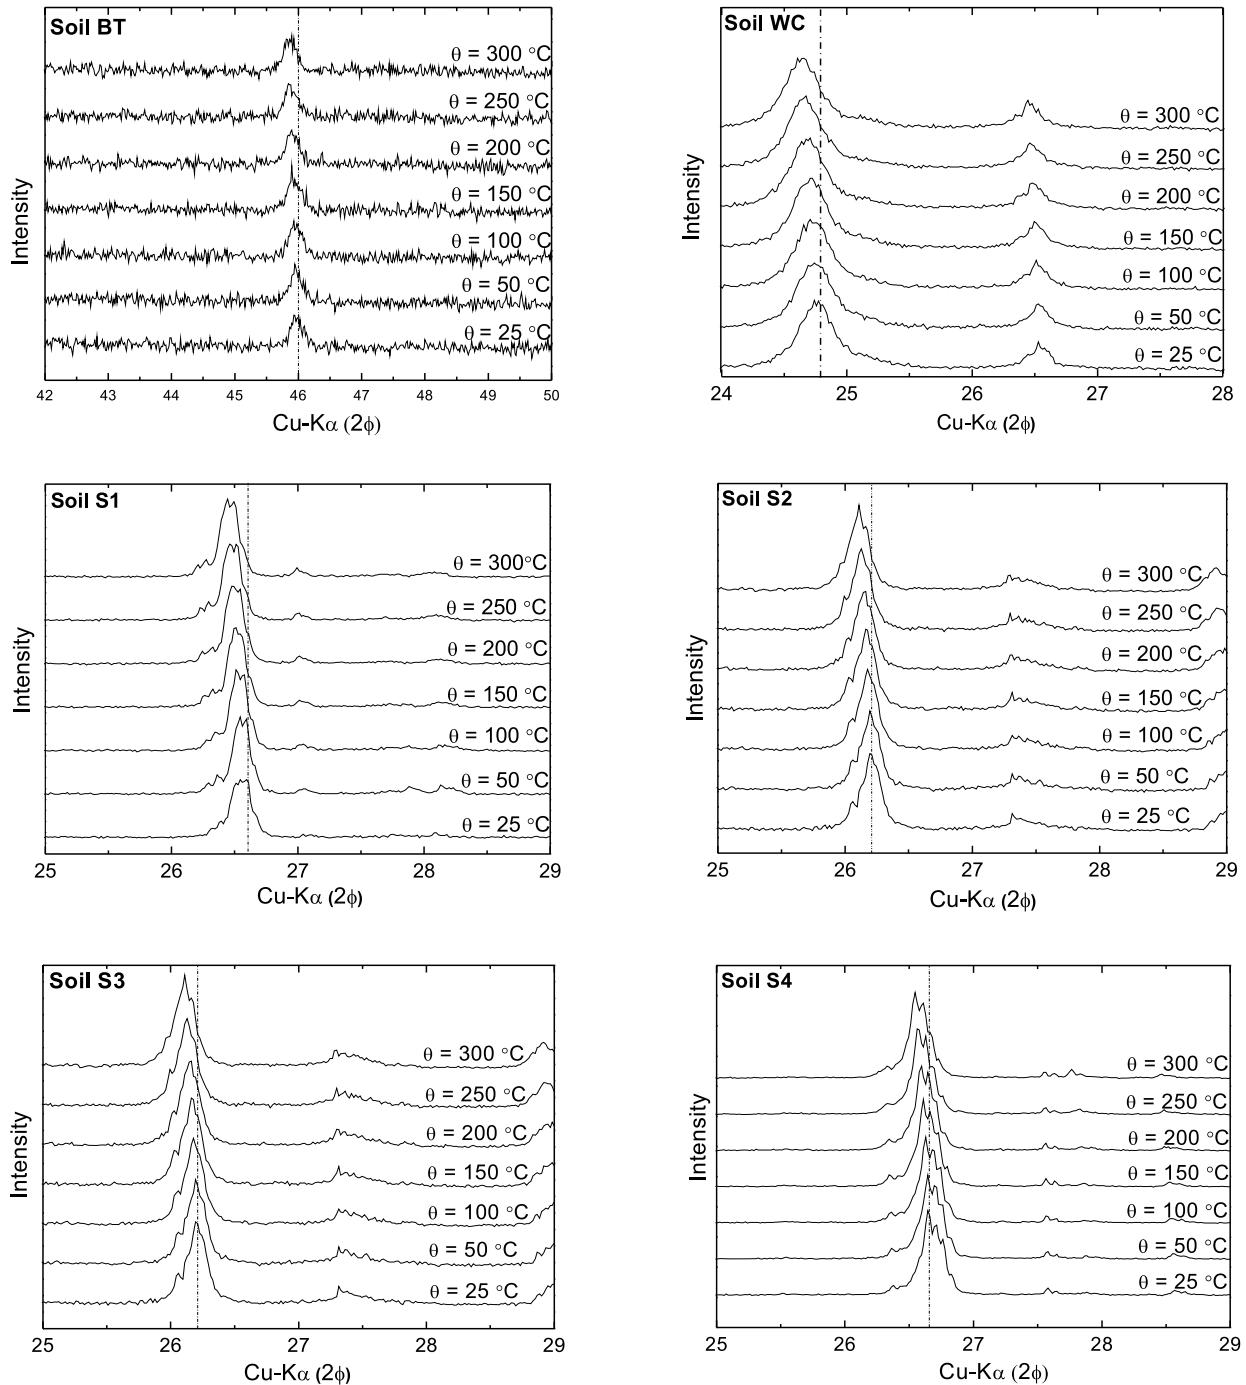 Soil BT
θ = 300 °C
θ = 250 °C
θ = 200 °C
θ = 150 °C
θ = 100 °C
θ = 50 °C
θ = 25 °C
Intensity
42 43 44 45 46 47 48 49 50
Cu-Kα (2ϕ)
Soil WC
θ = 300 °C
θ = 250 °C
θ = 200 °C
θ = 150 °C
θ = 100 °C
θ = 50 °C
θ = 25 °C
Intensity
24 25 26 27 28
Cu-Kα (2ϕ)
Soil S1
θ = 300°C
θ = 250 °C
θ = 200 °C
θ = 150 °C
θ = 100 °C
θ = 50 °C
θ = 25 °C
Intensity
25 26 27 28 29
Cu-Kα (2ϕ)
Soil S2
θ = 300 °C
θ = 250 °C
θ = 200 °C
θ = 150 °C
θ = 100 °C
θ = 50 °C
θ = 25 °C
Intensity
25 26 27 28 29
Cu-Kα (2ϕ)
Soil S3
θ = 300 °C
θ = 250 °C
θ = 200 °C
θ = 150 °C
θ = 100 °C
θ = 50 °C
θ = 25 °C
Intensity
25 26 27 28 29
Cu-Kα (2ϕ)
Soil S4
θ = 300 °C
θ = 250 °C
θ = 200 °C
θ = 150 °C
θ = 100 °C
θ = 50 °C
θ = 25 °C
Intensity
25 26 27 28 29
Cu-Kα (2ϕ)